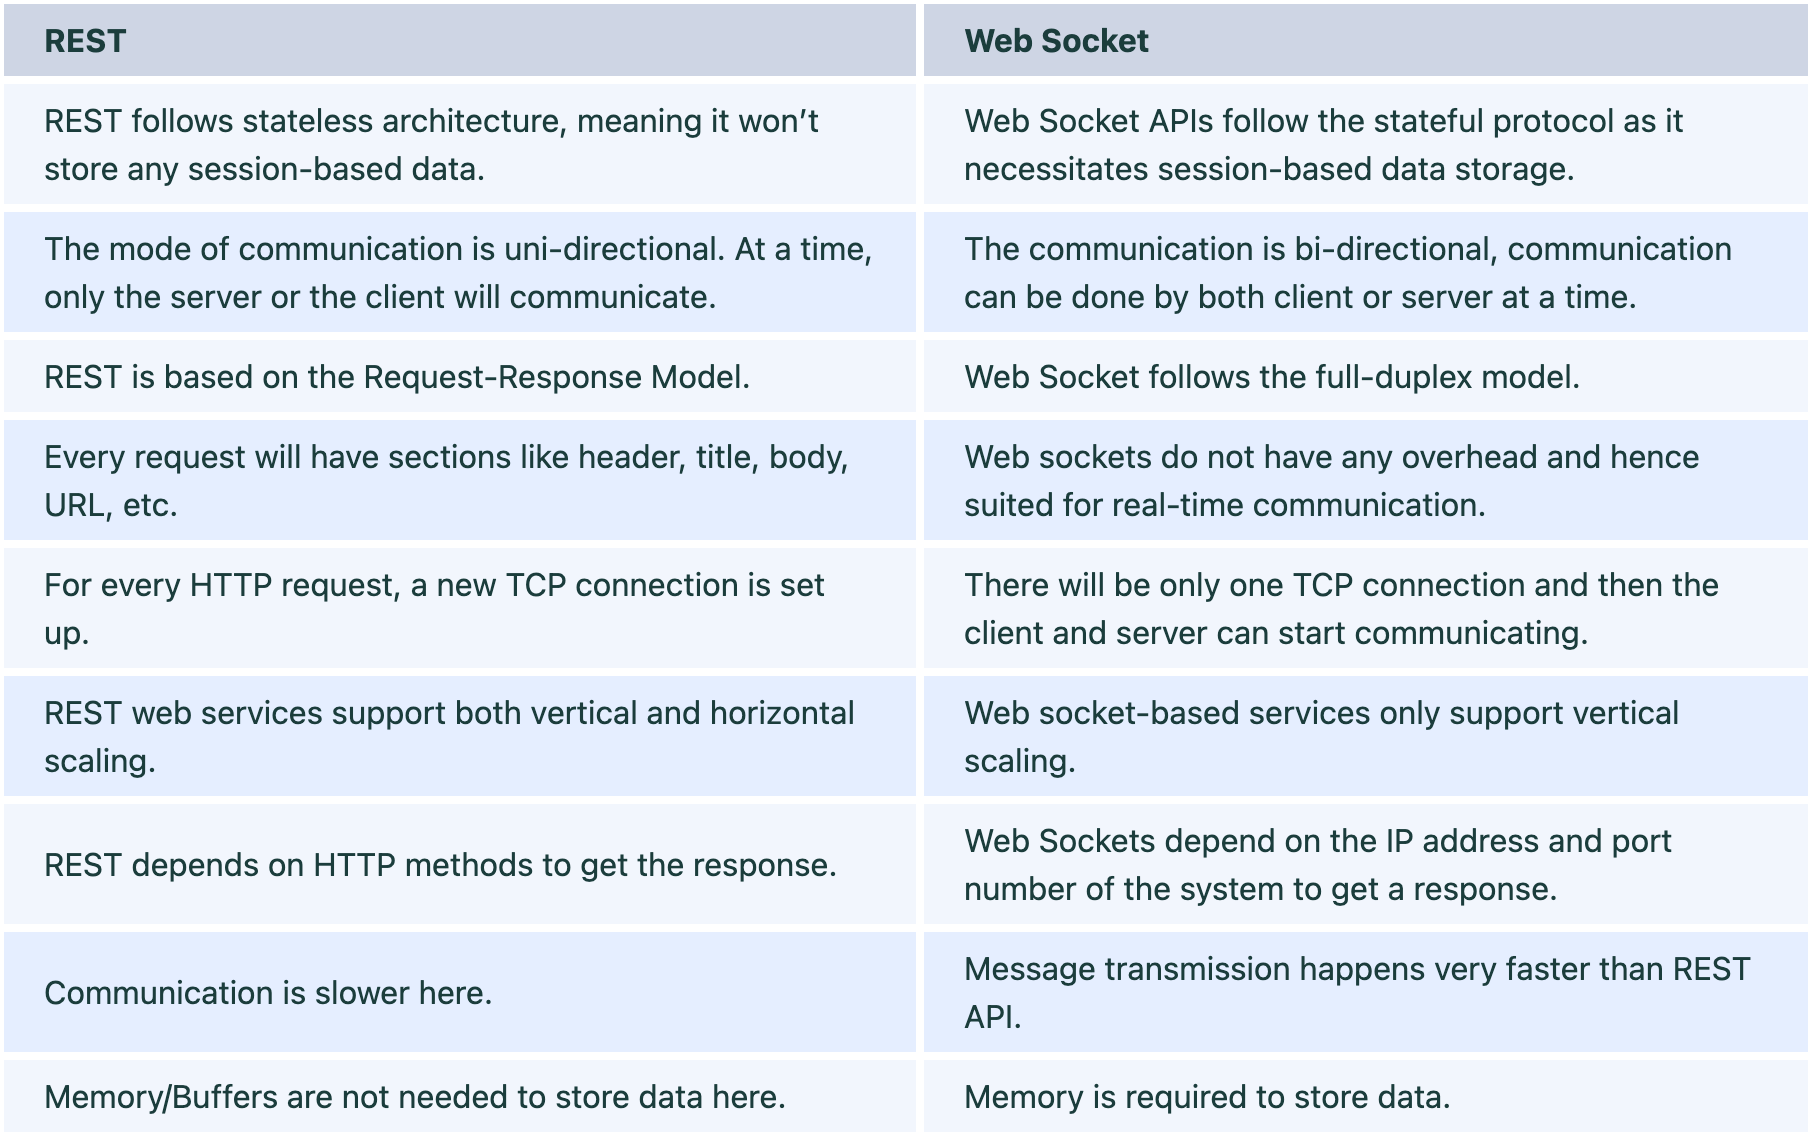 REST
Web Socket
REST follows stateless architecture, meaning it won’t
store any session-based data.
Web Socket APIs follow the stateful protocol as it
necessitates session-based data storage.
The mode of communication is uni-directional. At a time,
only the server or the client will communicate.
The communication is bi-directional, communication
can be done by both client or server at a time.
REST is based on the Request-Response Model.
Web Socket follows the full-duplex model.
Every request will have sections like header, title, body,
URL, etc.
Web sockets do not have any overhead and hence
suited for real-time communication.
For every HTTP request, a new TCP connection is set
up.
There will be only one TCP connection and then the
client and server can start communicating.
REST web services support both vertical and horizontal
scaling.
Web socket-based services only support vertical
scaling.
REST depends on HTTP methods to get the response.
Web Sockets depend on the IP address and port
number of the system to get a response.
Communication is slower here.
Message transmission happens very faster than REST
API.
Memory/Buffers are not needed to store data here.
Memory is required to store data.